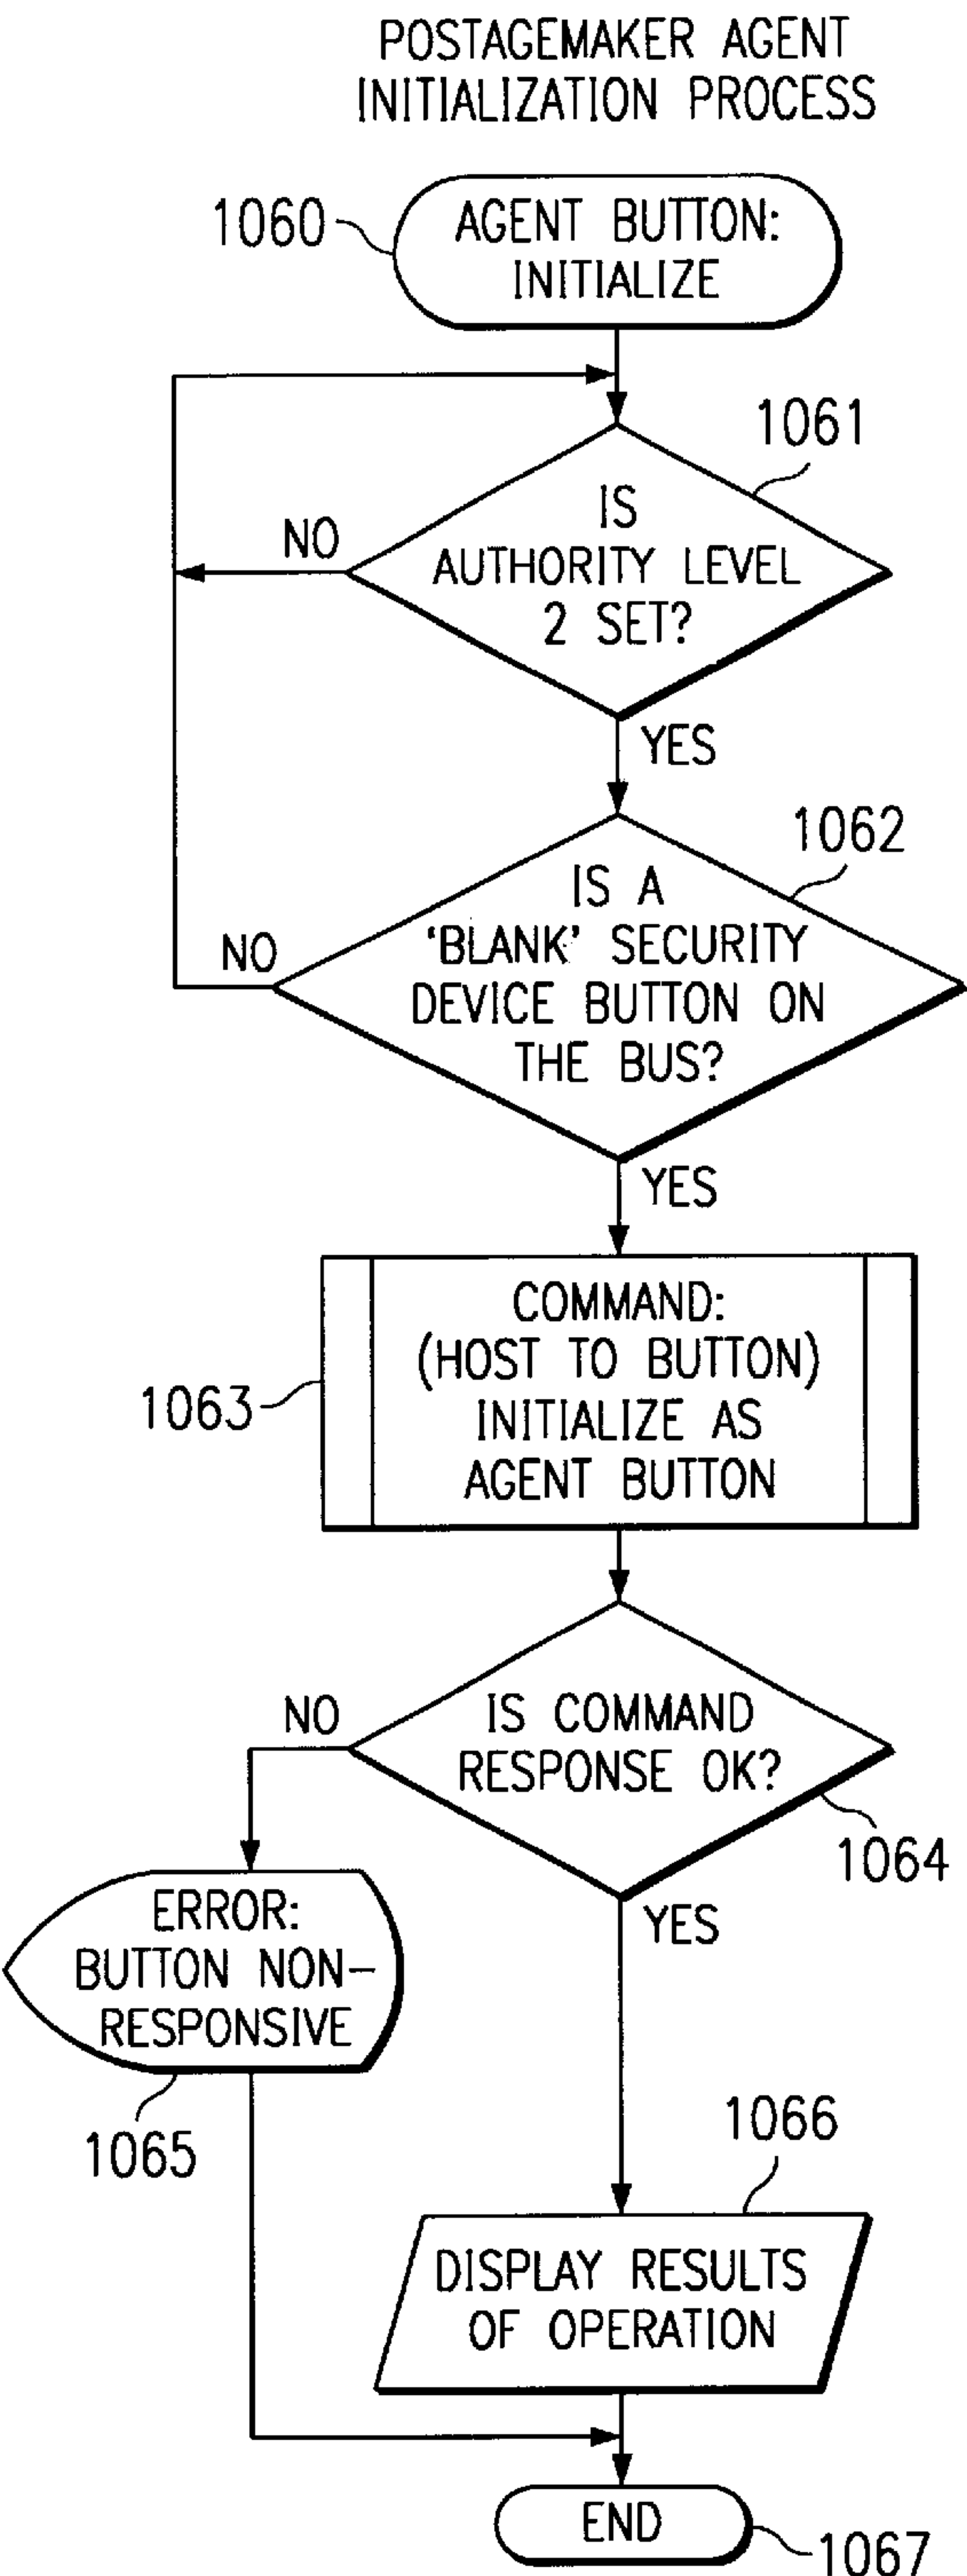 POSTAGEMAKER AGENT
INITIALIZATION PROCESS
1060
AGENT BUTTON:
INITIALIZE
1061
IS
AUTHORITY LEVEL
2 SET?
NO
YES
1062
IS A
'BLANK' SECURITY
DEVICE BUTTON ON
THE BUS?
NO
YES
1063
COMMAND:
(HOST TO BUTTON)
INITIALIZE AS
AGENT BUTTON
NO
IS COMMAND
RESPONSE OK?
1064
YES
ERROR:
BUTTON NON-
RESPONSIVE
1065
1066
DISPLAY RESULTS
OF OPERATION
END
1067